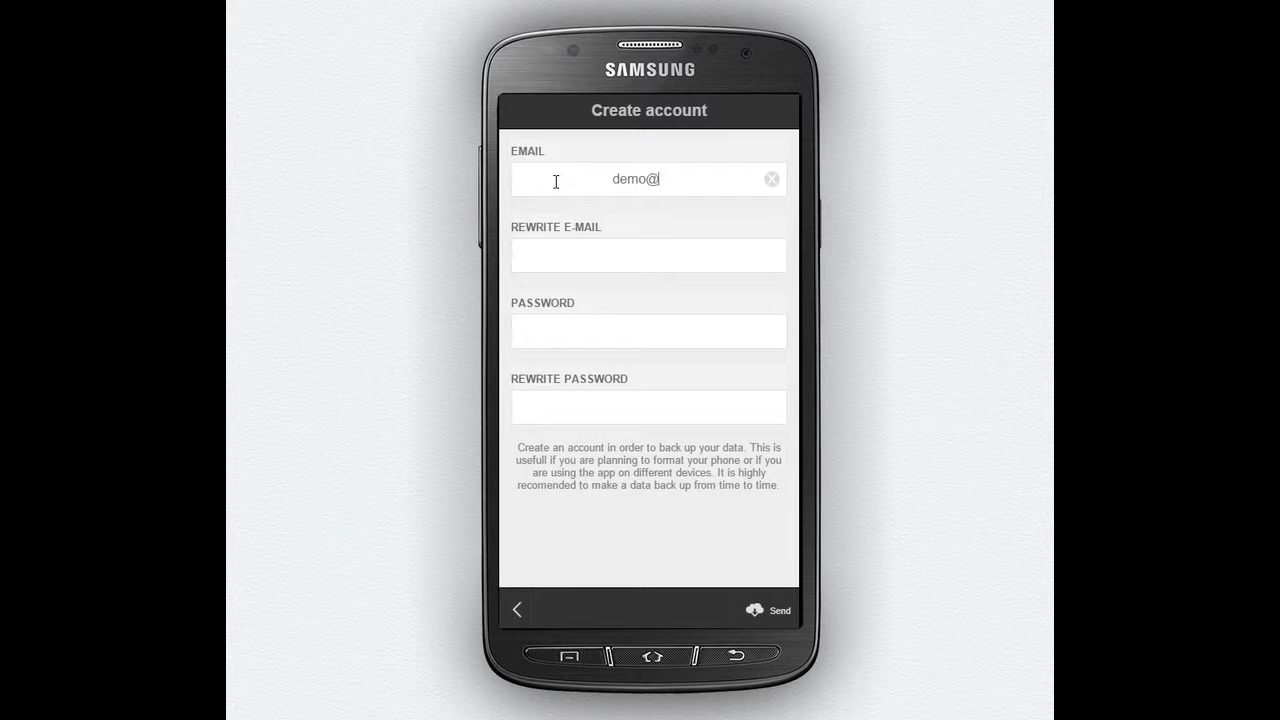 SAMSUNG
Create account
EMAIL
demo@
REWRITE E-MAIL
PASSWORD
REWRITE PASSWORD
Create an account in order to back up your data. This is
usefull if you are planning to format your phone or if you
are using the app on different devices. It is highly
recomended to make a data back up from time to time.
Send